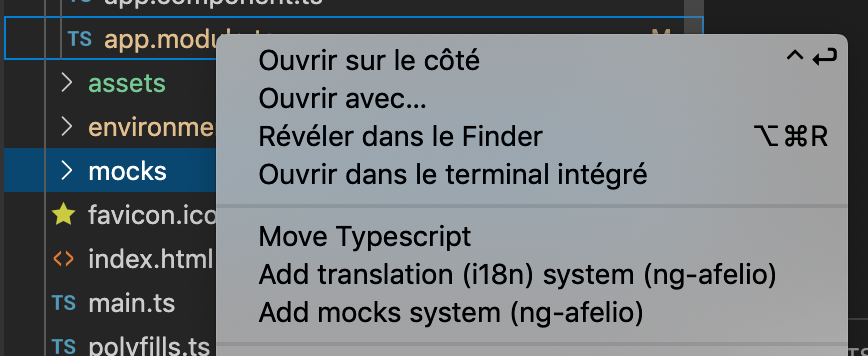 app.component.ts
TS app.module.ts M
Ouvrir sur le côté ^ ↩
assets
Ouvrir avec...
environme
Révéler dans le Finder ⌥⌘R
mocks
Ouvrir dans le terminal intégré
favicon.ico
Move Typescript
<> index.html
Add translation (i18n) system (ng-afelio)
TS main.ts
Add mocks system (ng-afelio)
TS polyfills.ts
TS